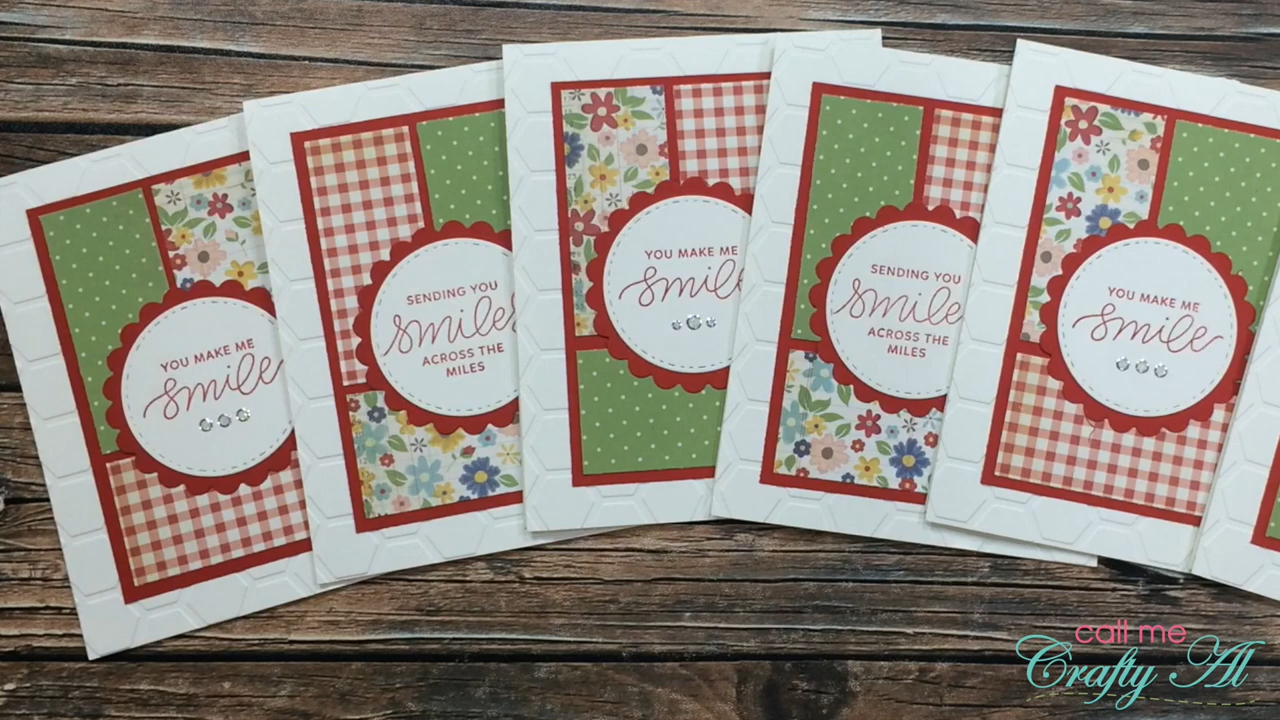 YOU MAKE ME
smile
SENDING YOU
smiles
ACROSS THE
MILES
YOU MAKE ME
smile
SENDING YOU
smile
ACROSS THE
MILES
YOU MAKE ME
smile
call me
Crafty Al